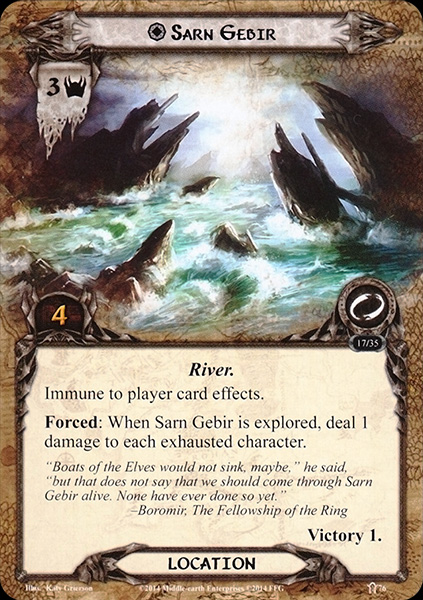 Sarn Gebir
3
4
17/35
River.
Immune to player card effects.
Forced: When Sarn Gebir is explored, deal 1
damage to each exhausted character.
“Boats of the Elves would not sink, maybe,” he said,
“but that does not say that we should come through Sarn
Gebir alive. None have ever done so yet.”
–Boromir, The Fellowship of the Ring
Victory 1.
LOCATION
Illus. Katy Grierson
©2014 Middle-earth Enterprises ©2014 FFG
76